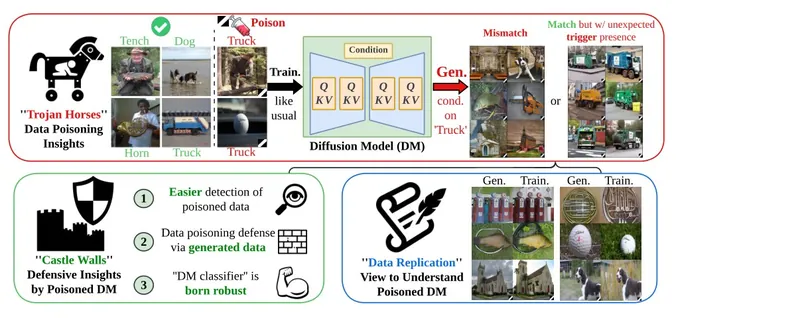 Tench Dog
Poison
Truck
Horn Truck
Truck
"Trojan Horses"
Data Poisoning
Insights
Train.
like
usual
Condition
Q
KV
Q
KV
Q
KV
Q
KV
Diffusion Model (DM)
Gen.
cond.
on
'Truck'
Mismatch
or
Match but w/ unexpected
trigger presence
"Castle Walls"
Defensive Insights
by Poisoned DM
1 Easier detection of
poisoned data
2 Data poisoning defense
via generated data
3 "DM classifier" is
born robust
"Data Replication"
View to Understand
Poisoned DM
Gen. Train. Gen. Train.